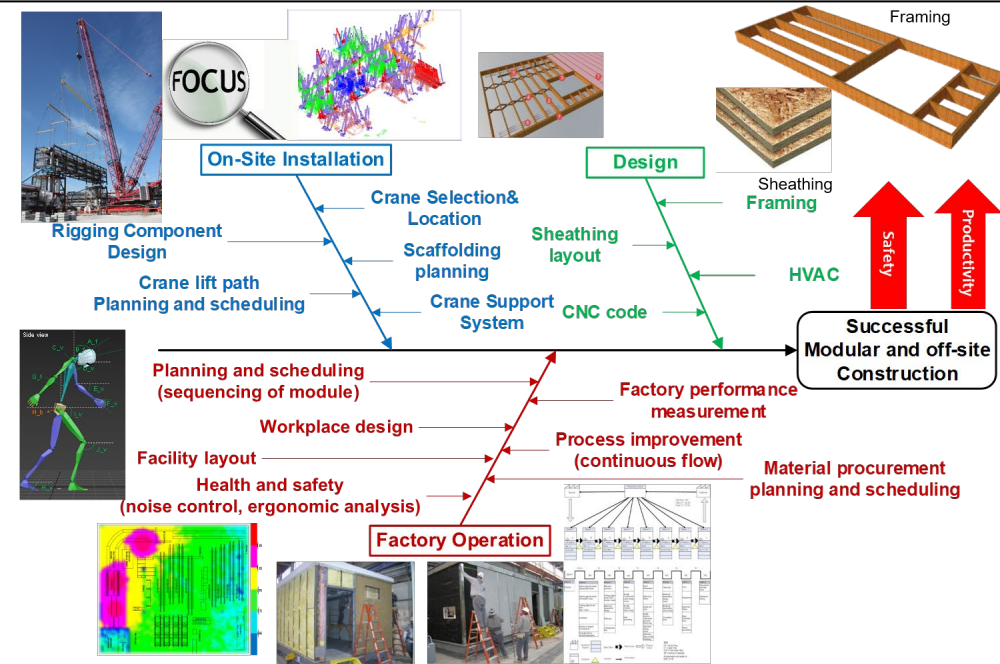 Framing
FOCUS
On-Site Installation
Design
Sheathing
Crane Selection&
Location
Framing
Rigging Component
Design
Sheathing
layout
Scaffolding
planning
Safety
Productivity
HVAC
Crane lift path
Planning and scheduling
Crane Support
System
CNC code
Successful
Modular and off-site
Construction
Side view
Planning and scheduling
(sequencing of module)
Factory performance
measurement
Workplace design
Process improvement
(continuous flow)
Facility layout
Material procurement
planning and scheduling
Health and safety
(noise control, ergonomic analysis)
Factory Operation